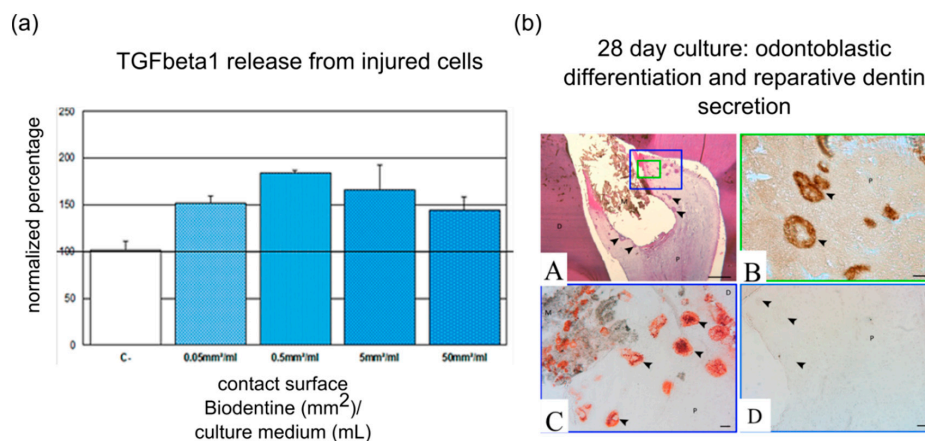 (a)
TGFbeta1 release from injured cells
normalized percentage
250
200
150
100
50
0
C-
0.05mm²/ml
0.5mm²/ml
5mm²/ml
50mm²/ml
contact surface
Biodentine (mm²)/
culture medium (mL)
(b)
28 day culture: odontoblastic
differentiation and reparative dentin
secretion
D
M
P
A
P
B
M
D
P
C
P
D